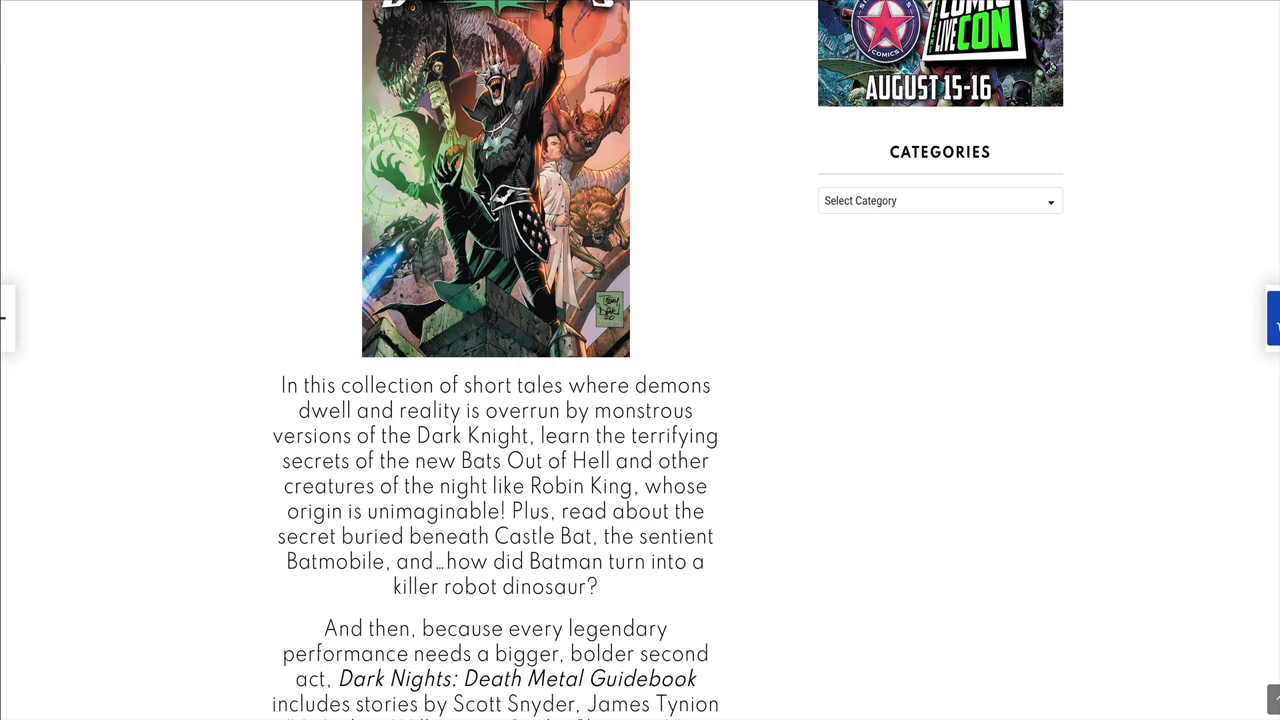 COMICS
COMIC
LIVE CON
AUGUST 15-16
CATEGORIES
Select Category
In this collection of short tales where demons
dwell and reality is overrun by monstrous
versions of the Dark Knight, learn the terrifying
secrets of the new Bats Out of Hell and other
creatures of the night like Robin King, whose
origin is unimaginable! Plus, read about the
secret buried beneath Castle Bat, the sentient
Batmobile, and…how did Batman turn into a
killer robot dinosaur?
And then, because every legendary
performance needs a bigger, bolder second
act, Dark Nights: Death Metal Guidebook
includes stories by Scott Snyder, James Tynion